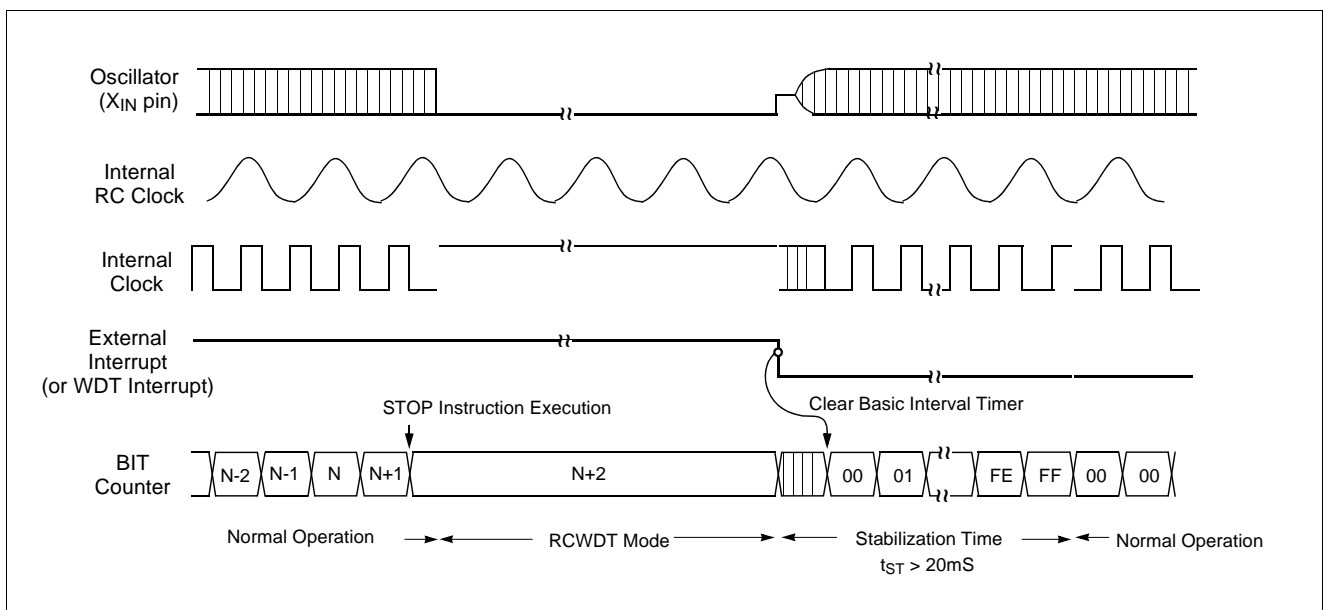 Oscillator
(XIN pin)
Internal
RC Clock
Internal
Clock
External
Interrupt
(or WDT Interrupt)
STOP Instruction Execution
Clear Basic Interval Timer
BIT
Counter
N-2 N-1 N N+1 N+2 00 01 FE FF 00 00
Normal Operation RCWDT Mode Stabilization Time Normal Operation
tST > 20mS